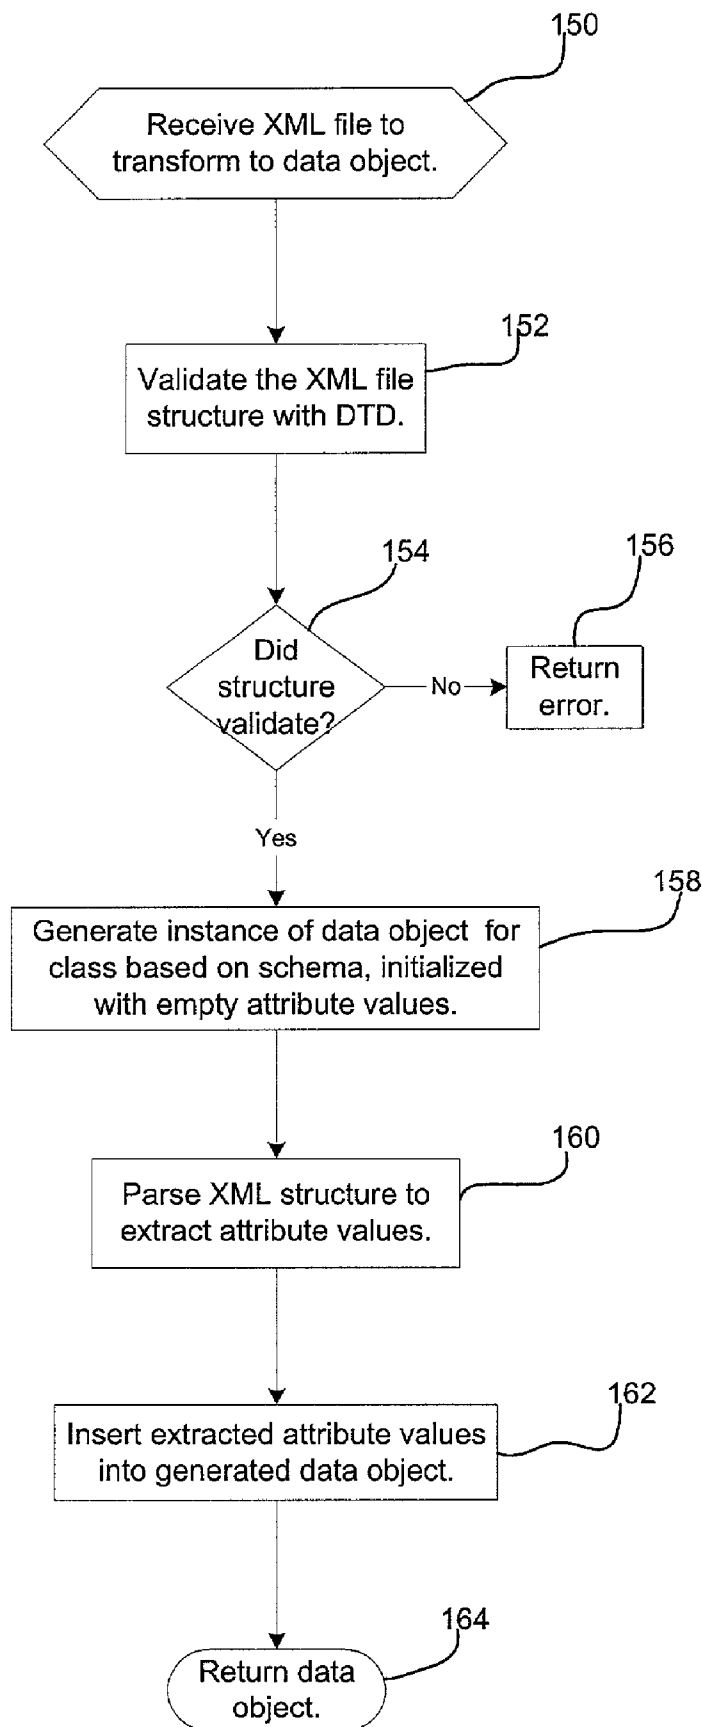 150
Receive XML file to
transform to data object.
152
Validate the XML file
structure with DTD.
154
156
Did
structure
validate?
No
Return
error.
Yes
158
Generate instance of data object for
class based on schema, initialized
with empty attribute values.
160
Parse XML structure to
extract attribute values.
162
Insert extracted attribute values
into generated data object.
164
Return data
object.